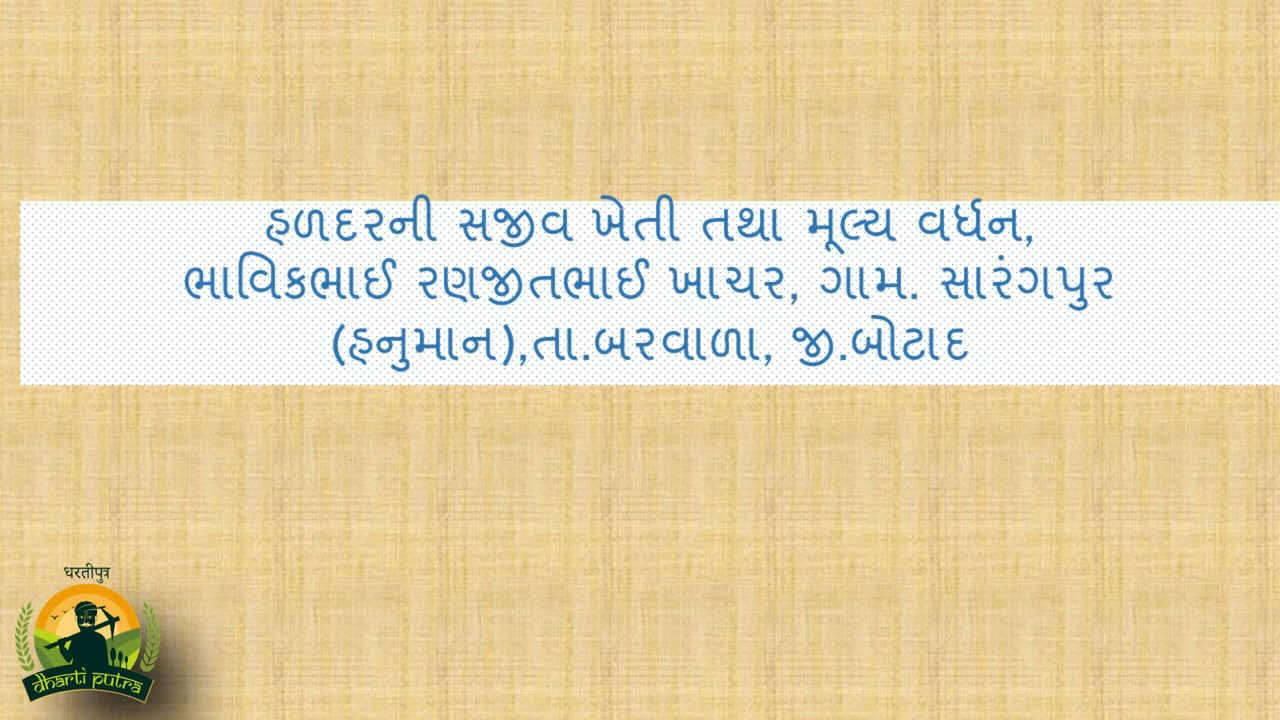 હળદરની સજીવ ખેતી તથા મૂલ્ય વર્ધન,
ભાવિકભાઈ રણજીતભાઈ ખાચર, ગામ. સારંગપુર
(હનુમાન),તા.બરવાળા, જી.બોટાદ
धरतीपुत्र
dharti putra